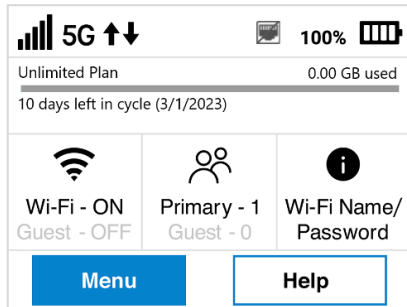 5G 100%
Unlimited Plan 0.00 GB used
10 days left in cycle (3/1/2023)
Wi-Fi - ON Primary - 1 Wi-Fi Name/
Guest - OFF Guest - 0 Password
Menu Help